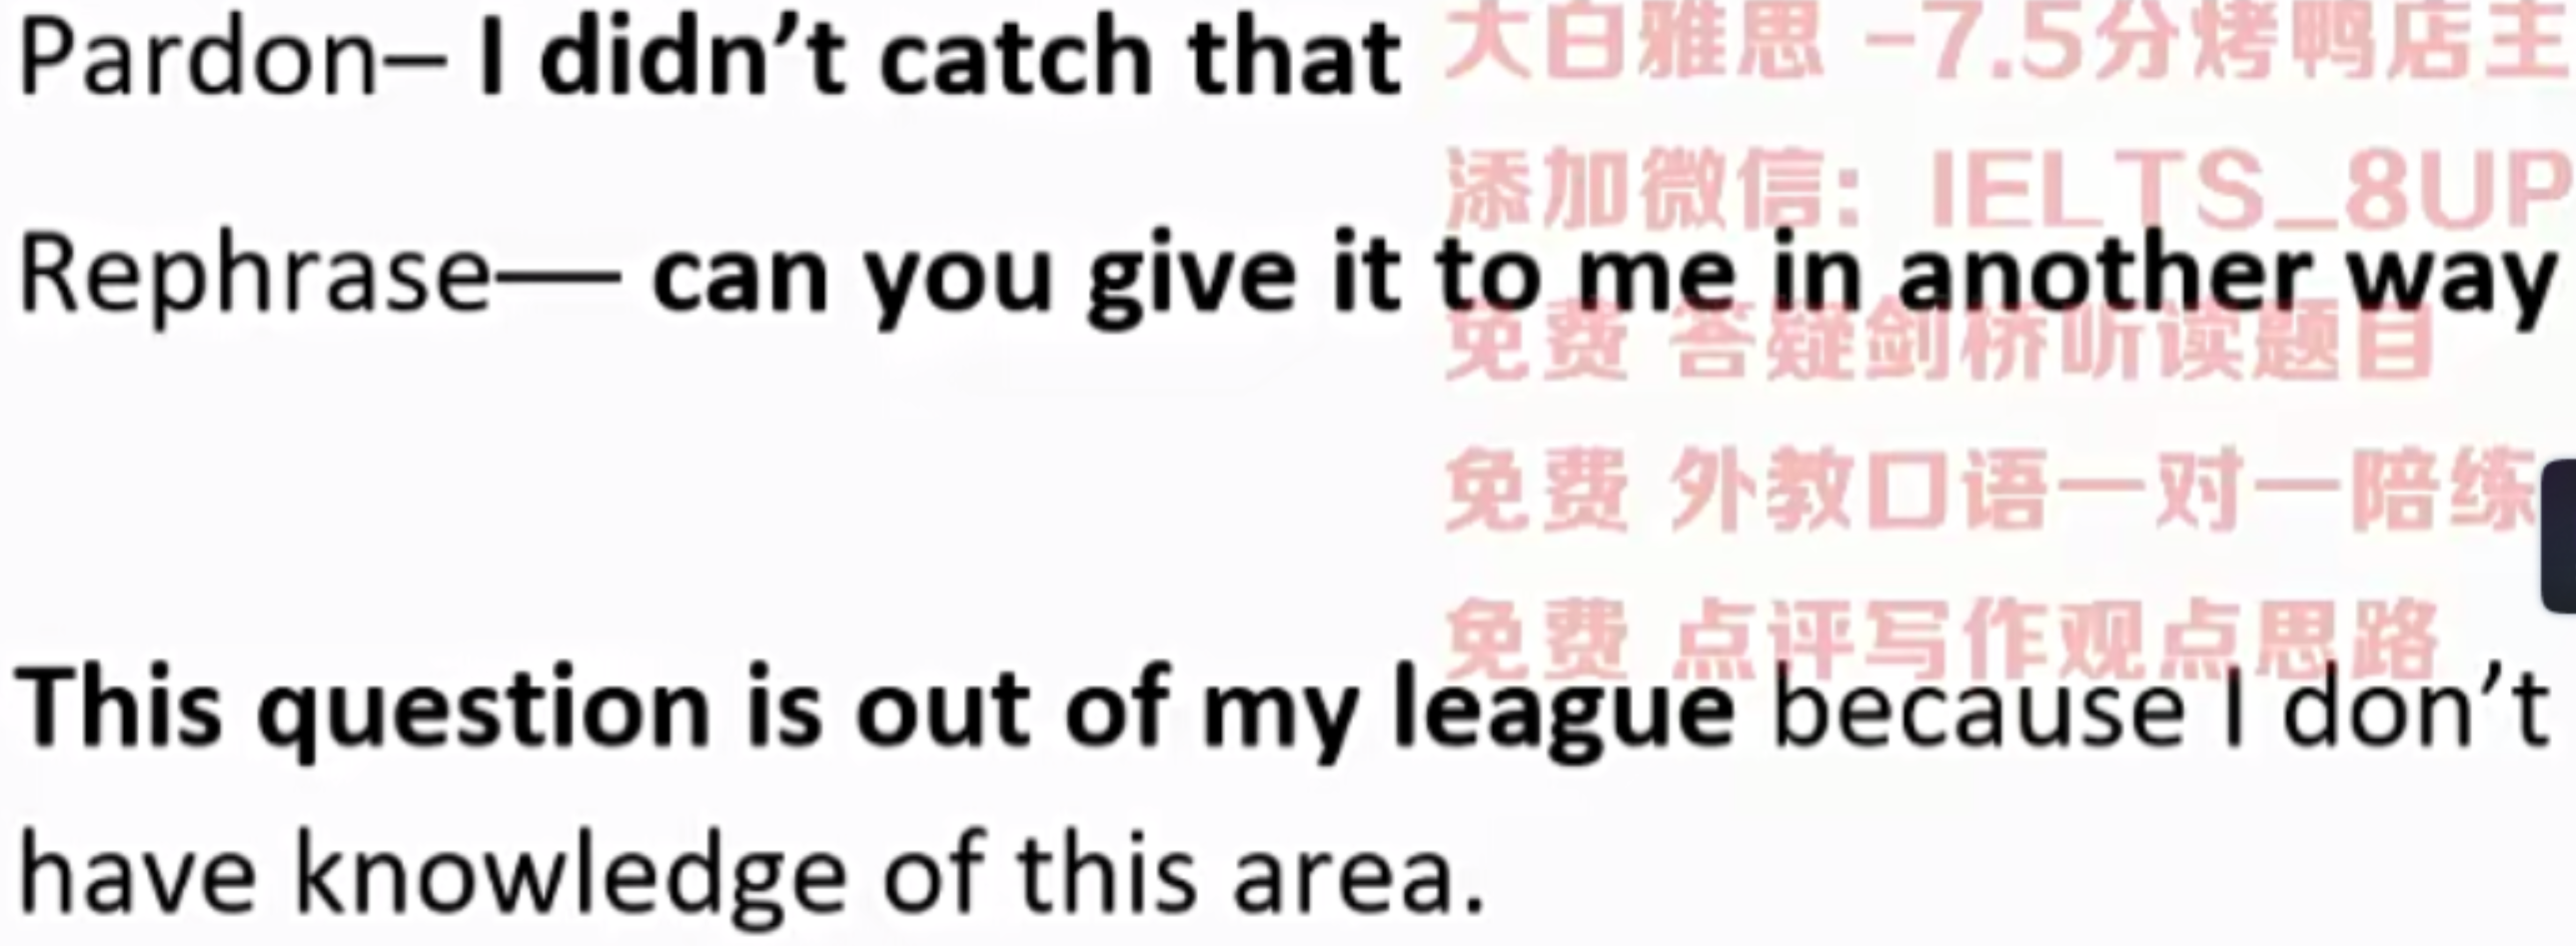 Pardon– I didn’t catch that
大白雅思 -7.5分烤鸭店主
添加微信: IELTS_8UP
Rephrase— can you give it to me in another way
免费 答疑剑桥听读题目
免费 外教口语一对一陪练
免费 点评写作观点思路
This question is out of my league because I don’t
have knowledge of this area.